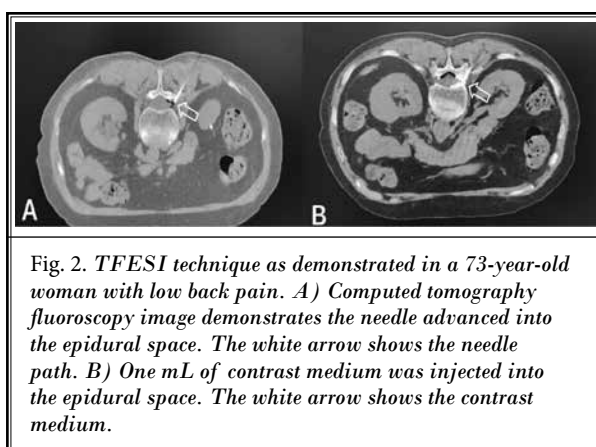 A
B
Fig. 2. TFESI technique as demonstrated in a 73-year-old
woman with low back pain. A) Computed tomography
fluoroscopy image demonstrates the needle advanced into
the epidural space. The white arrow shows the needle
path. B) One mL of contrast medium was injected into
the epidural space. The white arrow shows the contrast
medium.